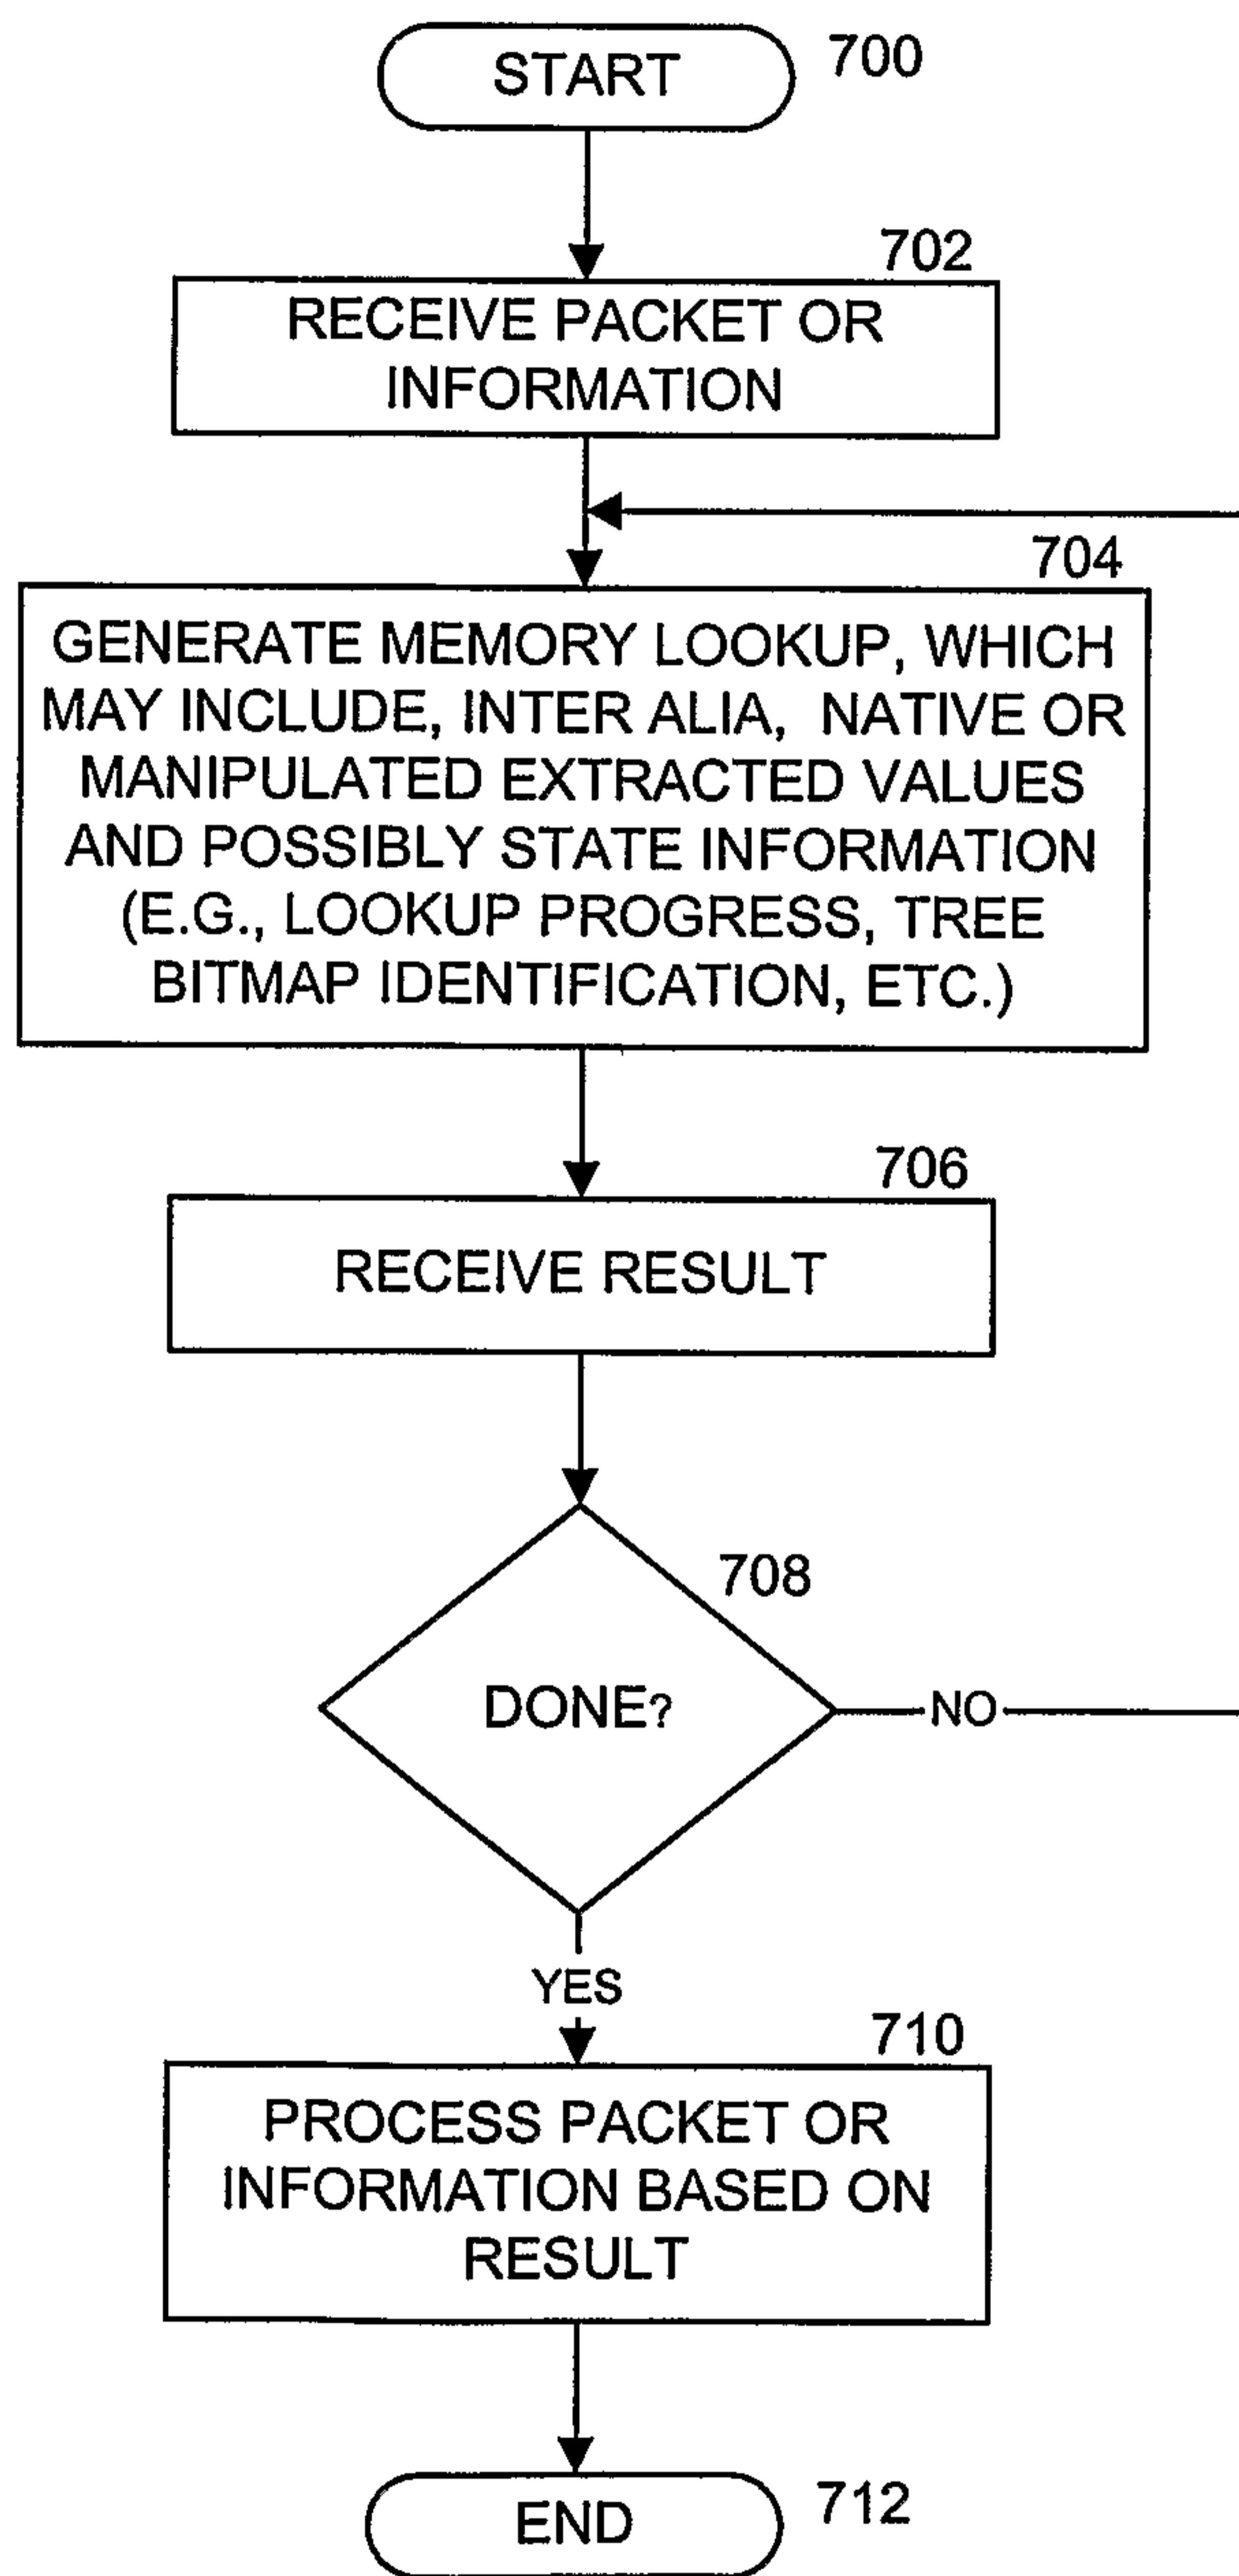 START
700
702
RECEIVE PACKET OR
INFORMATION
704
GENERATE MEMORY LOOKUP, WHICH
MAY INCLUDE, INTER ALIA, NATIVE OR
MANIPULATED EXTRACTED VALUES
AND POSSIBLY STATE INFORMATION
(E.G., LOOKUP PROGRESS, TREE
BITMAP IDENTIFICATION, ETC.)
706
RECEIVE RESULT
708
DONE?
NO
YES
710
PROCESS PACKET OR
INFORMATION BASED ON
RESULT
END
712